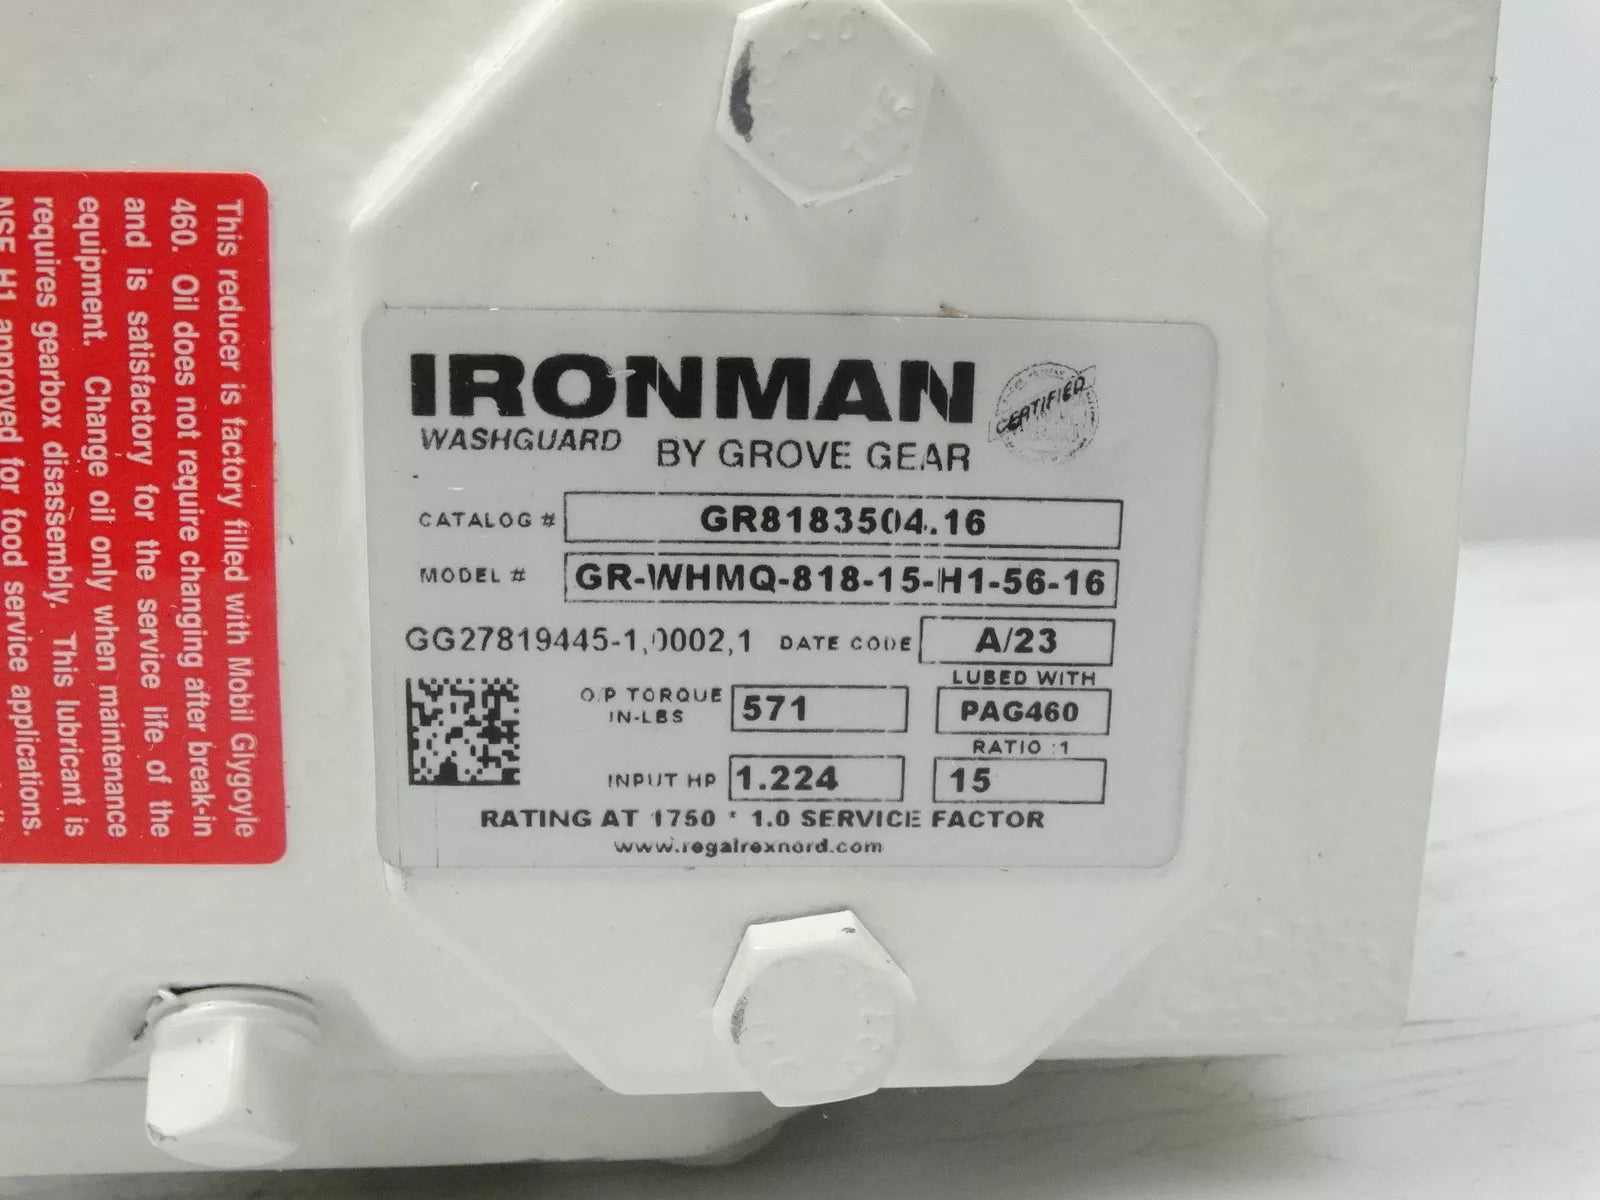 This reducer is factory filled with Mobil Glygoyle
460. Oil does not require changing after break-in
and is satisfactory for the service life of the
equipment. Change oil only when maintenance
requires gearbox disassembly. This lubricant is
NSF H1 approved for food service applications.
IRONMAN
CERTIFIED
WASHGUARD BY GROVE GEAR
CATALOG # GR8183504.16
MODEL # GR-WHMQ-818-15-H1-56-16
GG27819445-1,0002,1 DATE CODE A/23
LUBED WITH
O/P TORQUE IN-LBS 571 PAG460
RATIO :1
INPUT HP 1.224 15
RATING AT 1750 * 1.0 SERVICE FACTOR
www.regalrexnord.com
THE